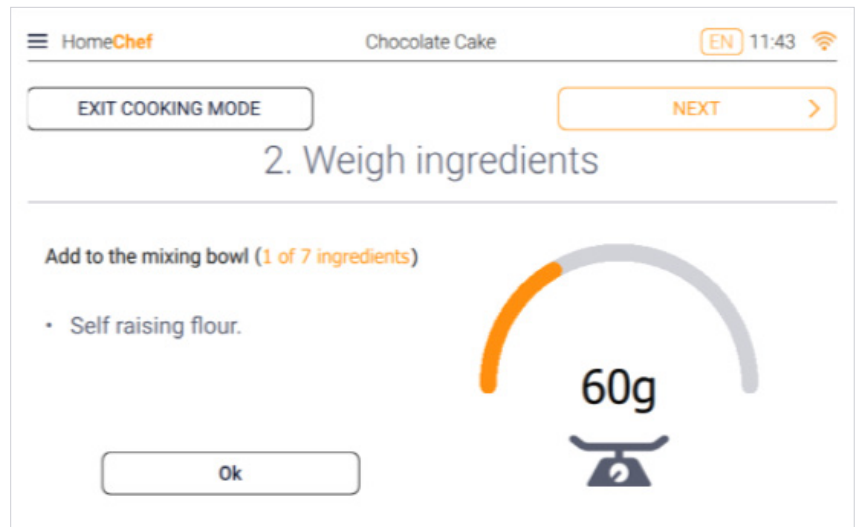 HomeChef Chocolate Cake EN 11:43
EXIT COOKING MODE NEXT
2. Weigh ingredients
Add to the mixing bowl (1 of 7 ingredients)
• Self raising flour.
60g
Ok